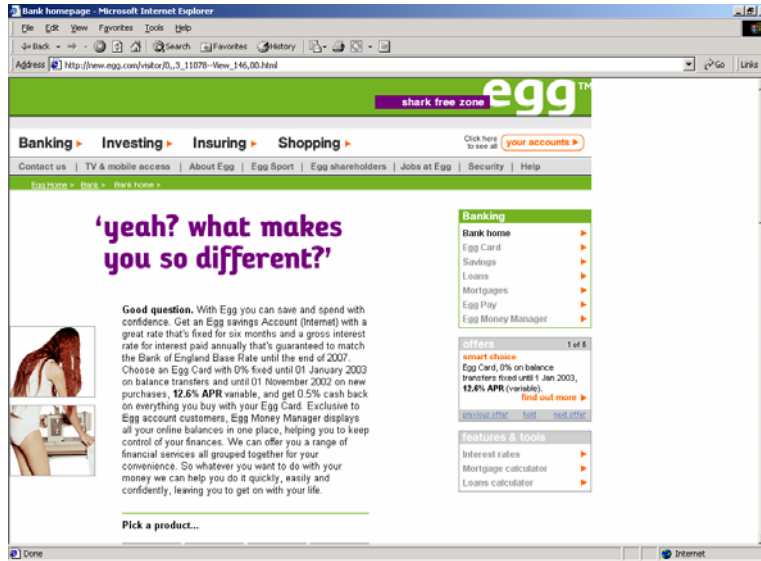 Bank homepage - Microsoft Internet Explorer
File Edit View Favorites Tools Help
Back Search Favorites History
Address http://new.egg.com/visitor/0,,3_11078--View_146,00.html Go Links
shark free zone egg™
Banking Investing Insuring Shopping
Click here
to see all your accounts
Contact us | TV & mobile access | About Egg | Egg Sport | Egg shareholders | Jobs at Egg | Security | Help
Egg Home > Bank > Bank home >
‘yeah? what makes
you so different?’
Good question. With Egg you can save and spend with
confidence. Get an Egg savings Account (Internet) with a
great rate that's fixed for six months and a gross interest
rate for interest paid annually that's guaranteed to match
the Bank of England Base Rate until the end of 2007.
Choose an Egg Card with 0% fixed until 01 January 2003
on balance transfers and until 01 November 2002 on new
purchases, 12.6% APR variable, and get 0.5% cash back
on everything you buy with your Egg Card. Exclusive to
Egg account customers, Egg Money Manager displays
all your online balances in one place, helping you to keep
control of your finances. We can offer you a range of
financial services all grouped together for your
convenience. So whatever you want to do with your
money we can help you do it quickly, easily and
confidently, leaving you to get on with your life.
Pick a product...
Banking
Bank home
Egg Card
Savings
Loans
Mortgages
Egg Pay
Egg Money Manager
offers 1 of 5
smart choice
Egg Card, 0% on balance
transfers fixed until 1 Jan 2003,
12.6% APR (variable).
find out more
previous offer hold next offer
features & tools
Interest rates
Mortgage calculator
Loans calculator
Done Internet